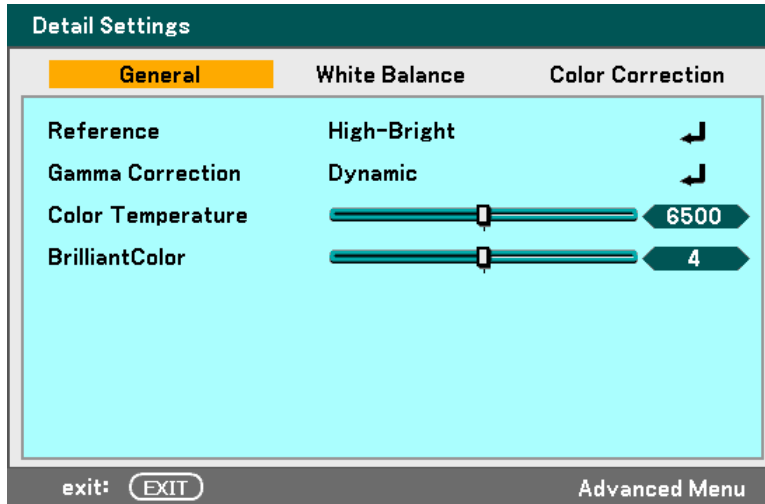 Detail Settings
General White Balance Color Correction
Reference High-Bright
Gamma Correction Dynamic
Color Temperature 6500
BrilliantColor 4
exit: EXIT Advanced Menu